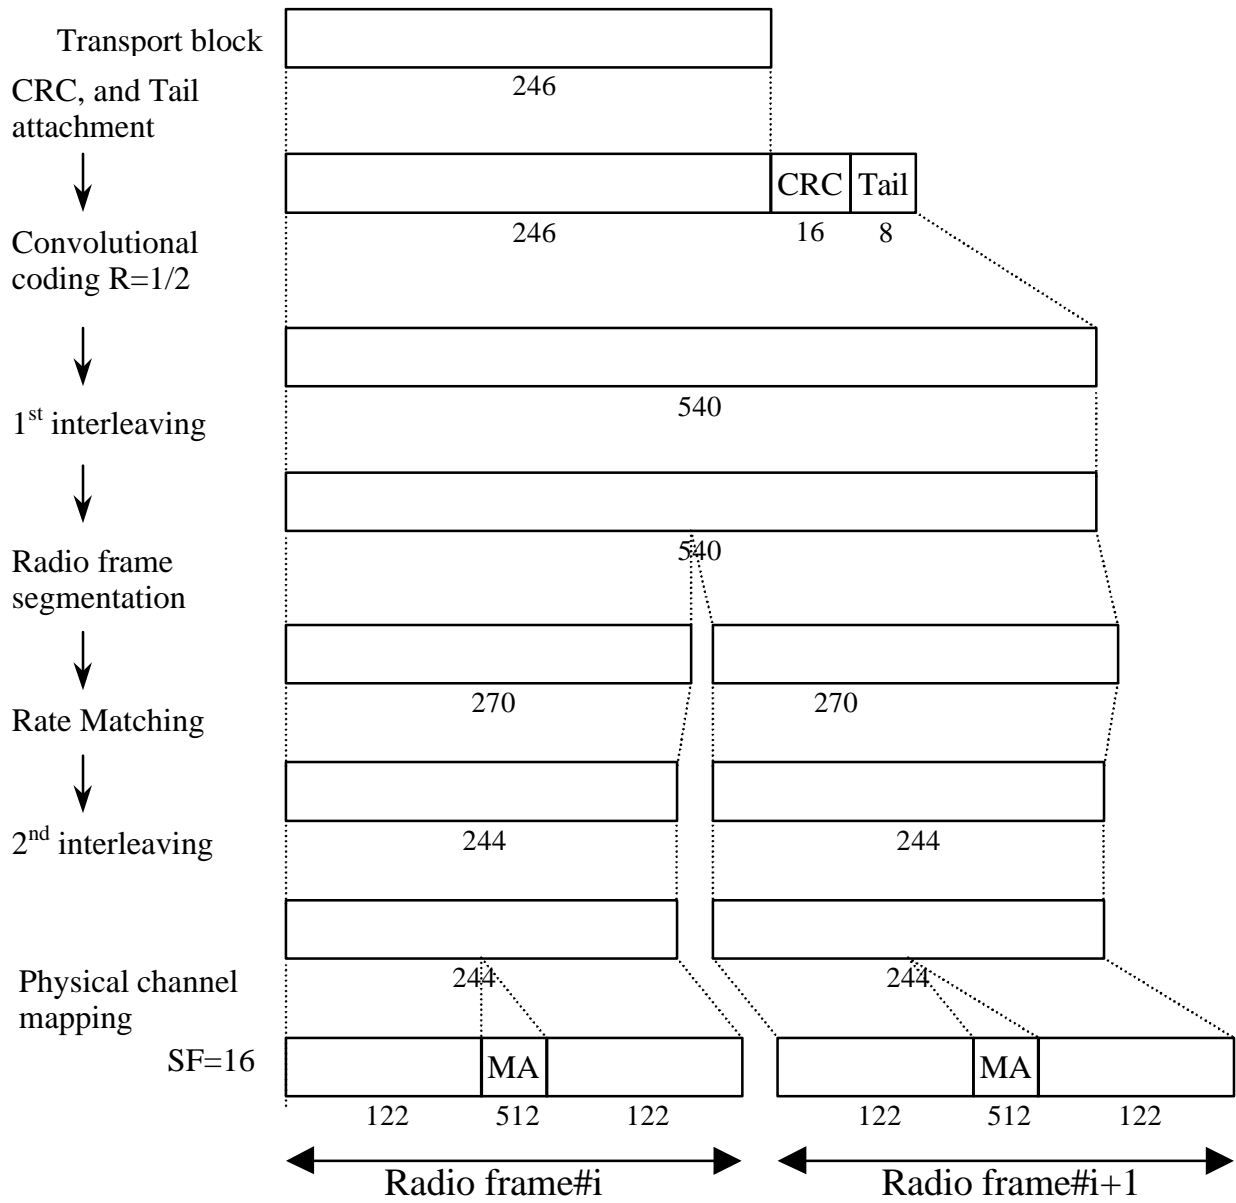 Transport block
246
CRC, and Tail
attachment
CRC Tail
246 16 8
Convolutional
coding R=1/2
540
1st interleaving
540
Radio frame
segmentation
270 270
Rate Matching
244 244
2nd interleaving
244 244
Physical channel
mapping
SF=16 MA MA
122 512 122 122 512 122
Radio frame#i Radio frame#i+1